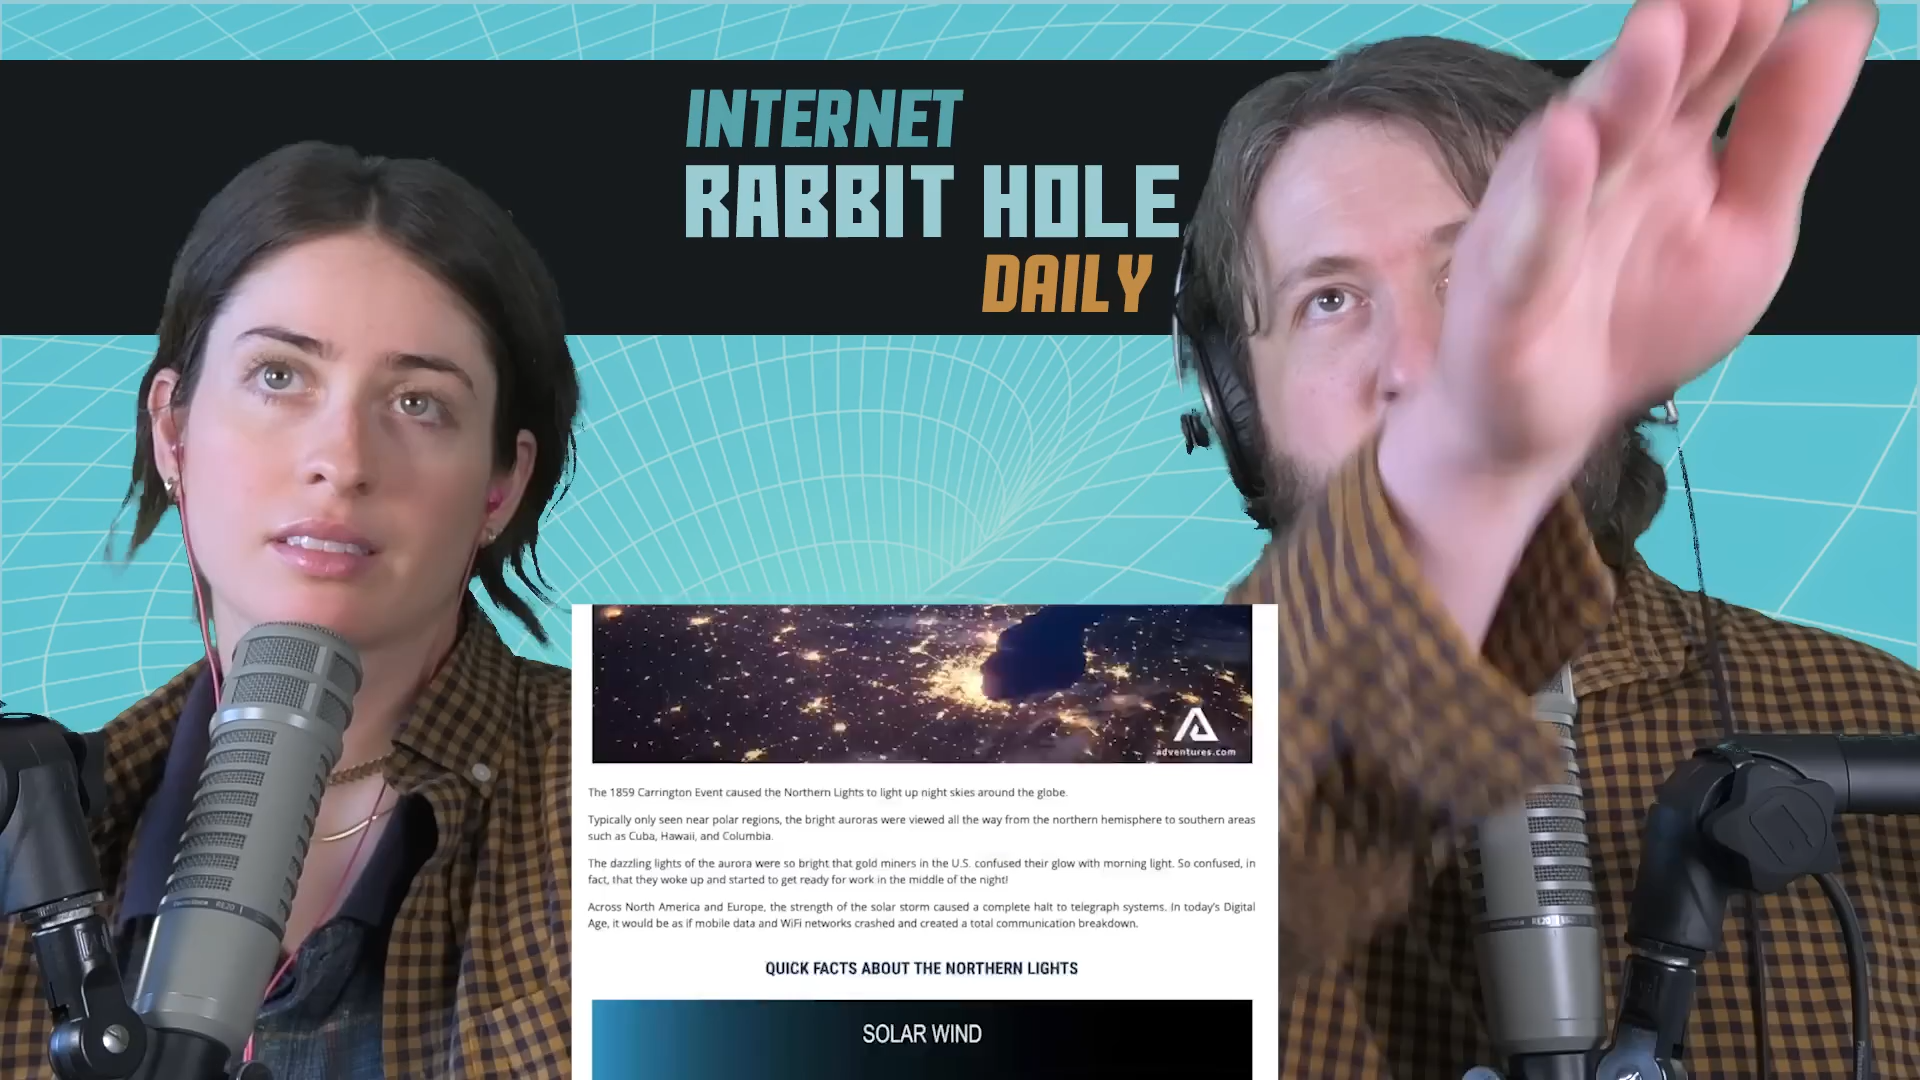 INTERNET
RABBIT HOLE
DAILY
adventures.com
The 1859 Carrington Event caused the Northern Lights to light up night skies around the globe.
Typically only seen near polar regions, the bright auroras were viewed all the way from the northern hemisphere to southern areas
such as Cuba, Hawaii, and Columbia.
The dazzling lights of the aurora were so bright that gold miners in the U.S. confused their glow with morning light. So confused, in
fact, that they woke up and started to get ready for work in the middle of the night!
Across North America and Europe, the strength of the solar storm caused a complete halt to telegraph systems. In today's Digital
Age, it would be as if mobile data and WiFi networks crashed and created a total communication breakdown.
QUICK FACTS ABOUT THE NORTHERN LIGHTS
SOLAR WIND
RE20
RE20